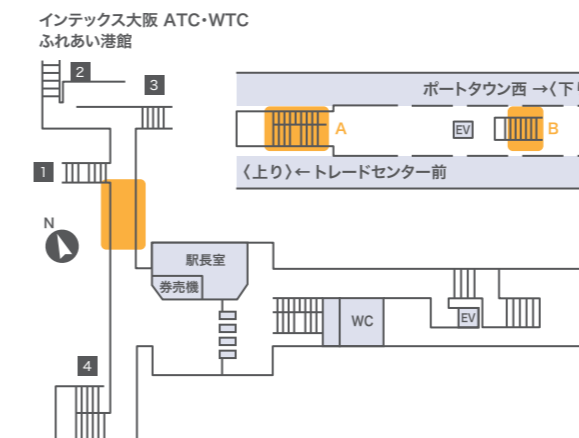 インテックス大阪 ATC・WTC
ふれあい港館
2
3
ポートタウン西 →〈下り
A
EV
B
1
〈上り〉← トレードセンター前
N
駅長室
券売機
WC
EV
4